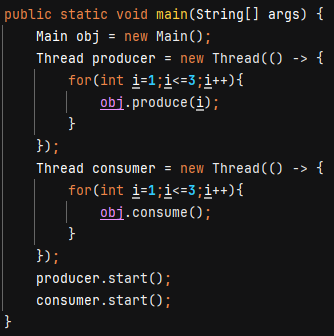 public static void main(String[] args) {
    Main obj = new Main();
    Thread producer = new Thread(() -> {
        for(int i=1;i<=3;i++){
            obj.produce(i);
        }
    });
    Thread consumer = new Thread(() -> {
        for(int i=1;i<=3;i++){
            obj.consume();
        }
    });
    producer.start();
    consumer.start();
}